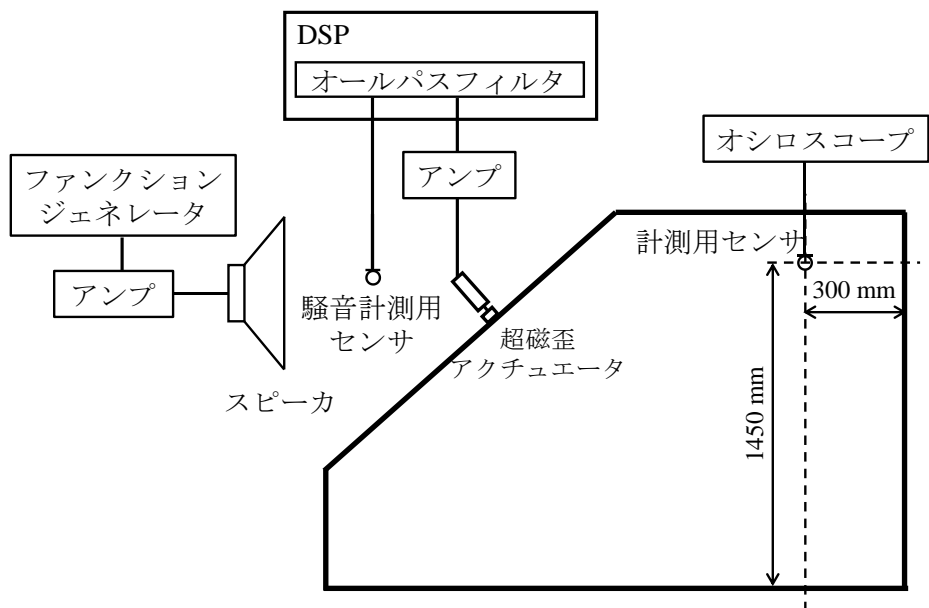 DSP
オールパスフィルタ
オシロスコープ
アンプ
ファンクション
ジェネレータ
計測用センサ
アンプ
騒音計測用
センサ
300 mm
超磁歪
アクチュエータ
スピーカ
1450 mm